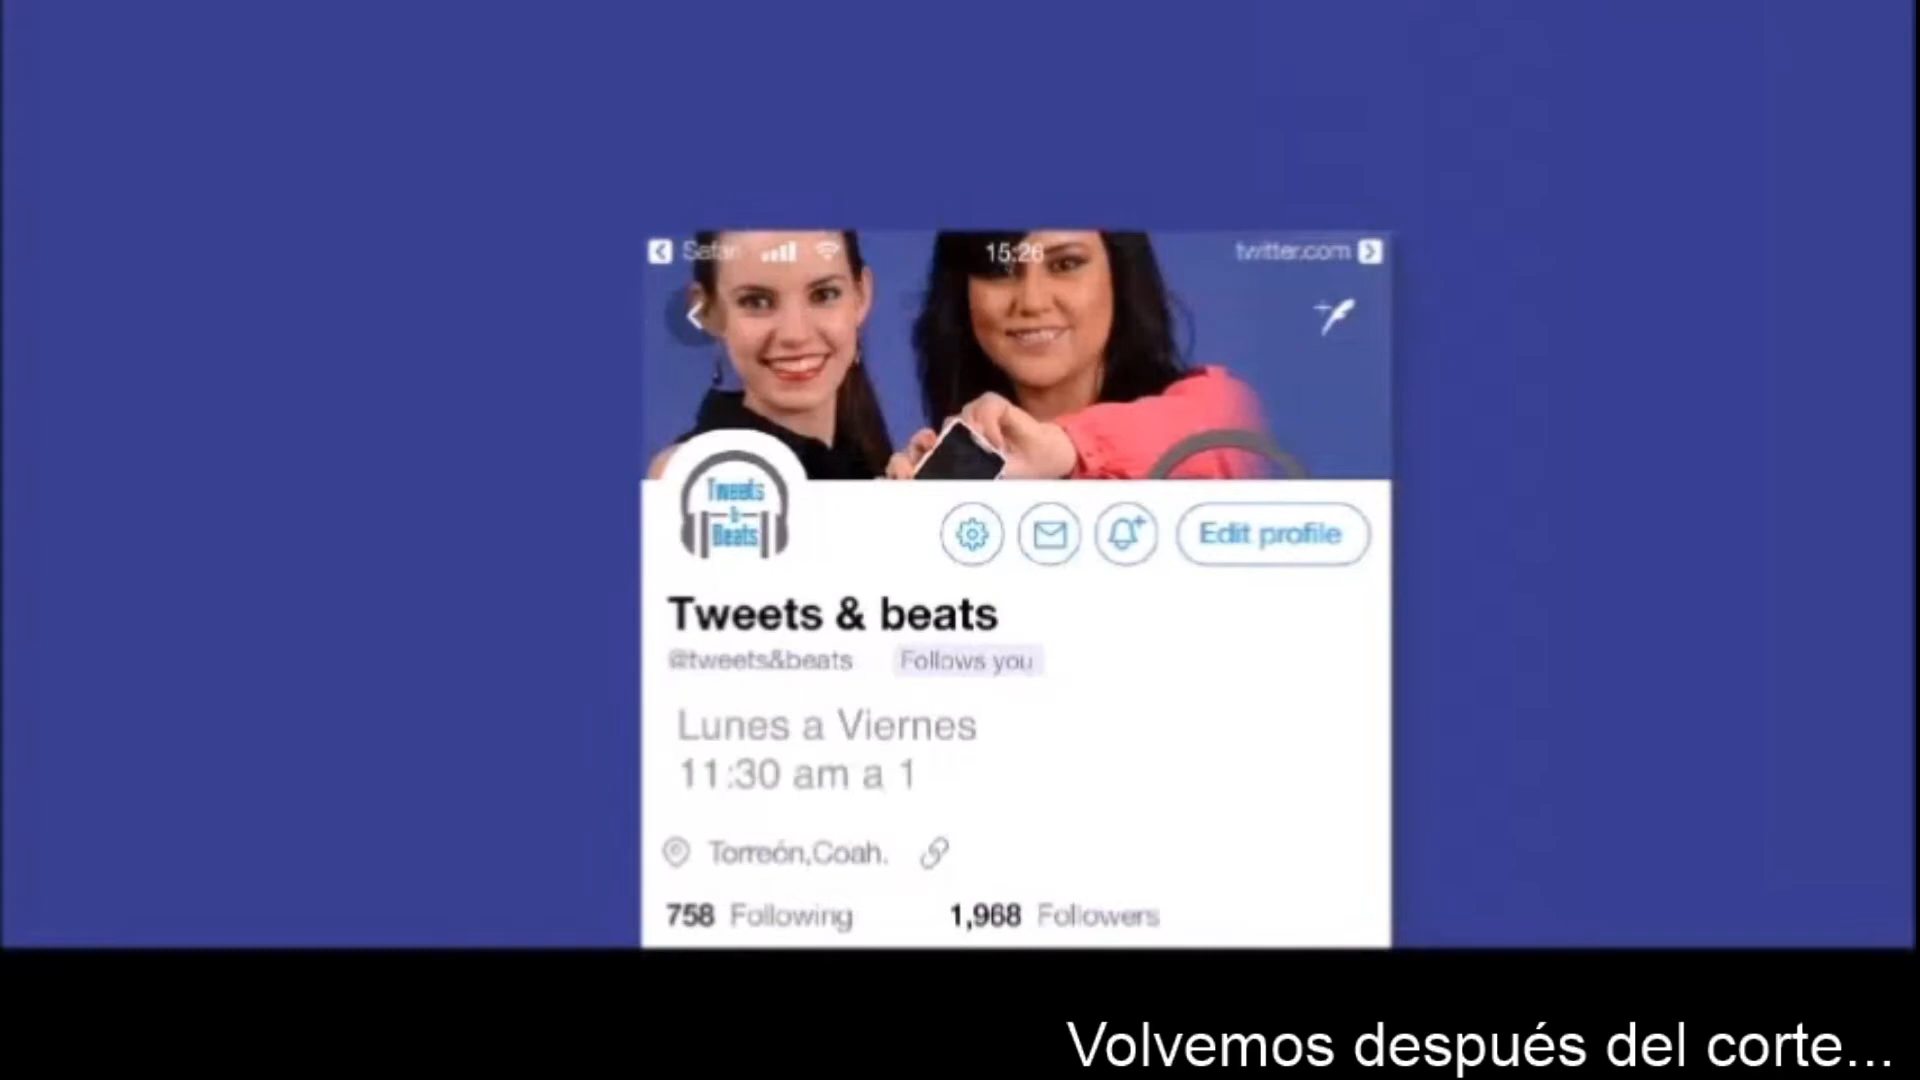 Safari 15:26 twitter.com
Tweets
&
Beats
Edit profile
Tweets & beats
@tweets&beats Follows you
Lunes a Viernes
11:30 am a 1
Torreón,Coah.
758 Following 1,968 Followers
Volvemos después del corte...